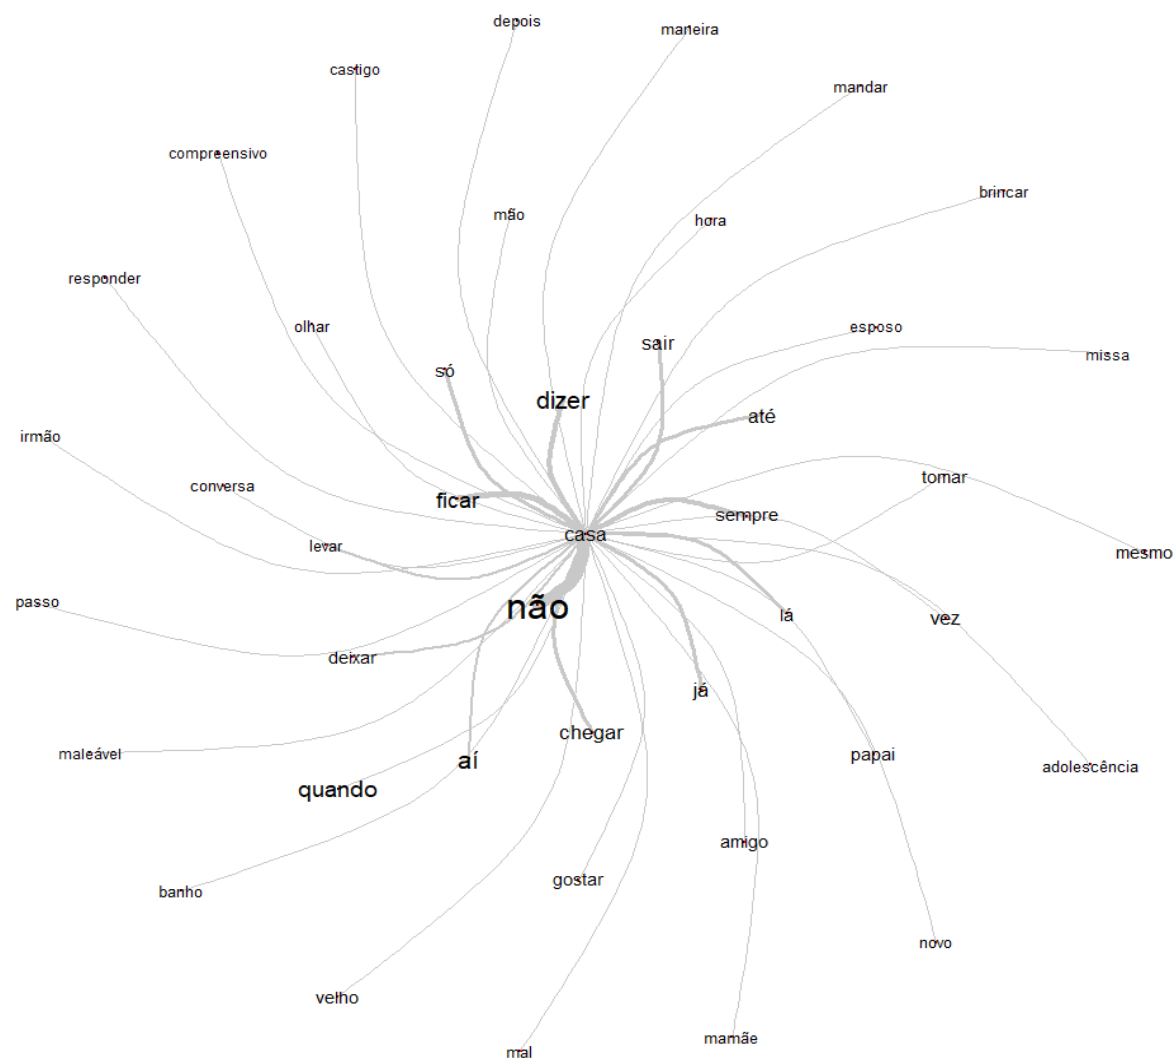 depois
maneira
castigo
mandar
compreensivo
brincar
mão
hora
responder
olhar
esposo
sair
missa
só
dizer
até
irmão
tomar
conversa
ficar
sempre
casa
levar
mesmo
passo
não
lá
vez
deixar
já
chegar
maleável
aí
papai
adolescência
quando
amigo
gostar
banho
novo
velho
mamãe
mal